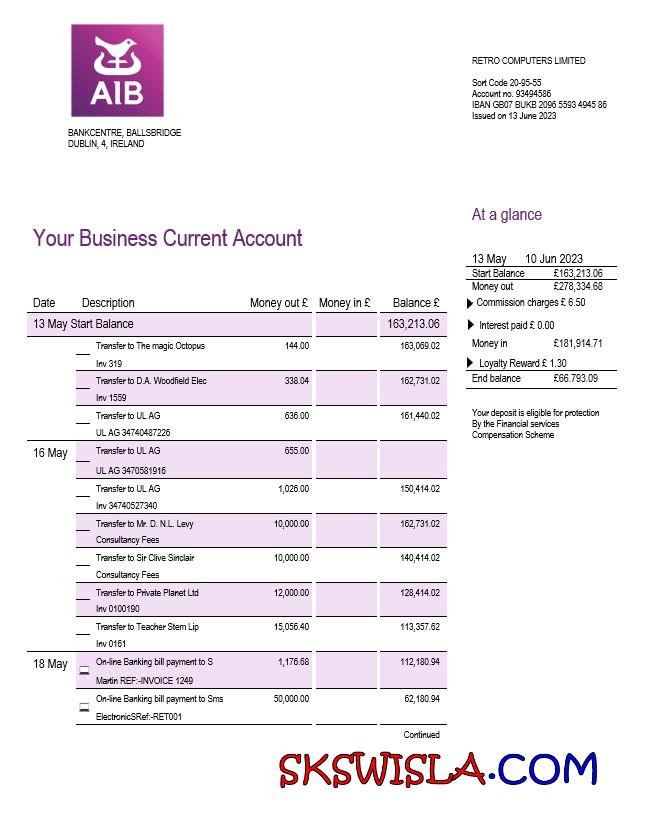 AIB
BANKCENTRE, BALLSBRIDGE
DUBLIN, 4, IRELAND
RETRO COMPUTERS LIMITED
Sort Code 20-95-55
Account no. 93494586
IBAN GB07 BUKB 2096 5593 4945 86
Issued on 13 June 2023
Your Business Current Account
At a glance
13 May 10 Jun 2023
Start Balance £163,213.06
Money out £278,334.68
Commission charges £ 6.50
Interest paid £ 0.00
Money in £181,914.71
Loyalty Reward £ 1.30
End balance £66.793.09
Your deposit is eligible for protection
By the Financial services
Compensation Scheme
Date Description Money out £ Money in £ Balance £
13 May Start Balance 163,213.06
Transfer to The magic Octopus 144.00 163,069.02
Inv 319
Transfer to D.A. Woodfield Elec 338.04 162,731.02
Inv 1559
Transfer to UL AG 636.00 161,440.02
UL AG 34740487226
16 May Transfer to UL AG 655.00
UL AG 3470581916
Transfer to UL AG 1,026.00 150,414.02
Inv 34740527340
Transfer to Mr. D. N.L. Levy 10,000.00 162,731.02
Consultancy Fees
Transfer to Sir Clive Sinclair 10,000.00 140,414.02
Consultancy Fees
Transfer to Private Planet Ltd 12,000.00 128,414.02
Inv 0100190
Transfer to Teacher Stem Lip 15,056.40 113,357.62
Inv 0161
18 May On-line Banking bill payment to S 1,176.68 112,180.94
Martin REF:-INVOICE 1249
On-line Banking bill payment to Sms 50,000.00 62,180.94
ElectronicSRef:-RET001
Continued
SKSWISLA.COM